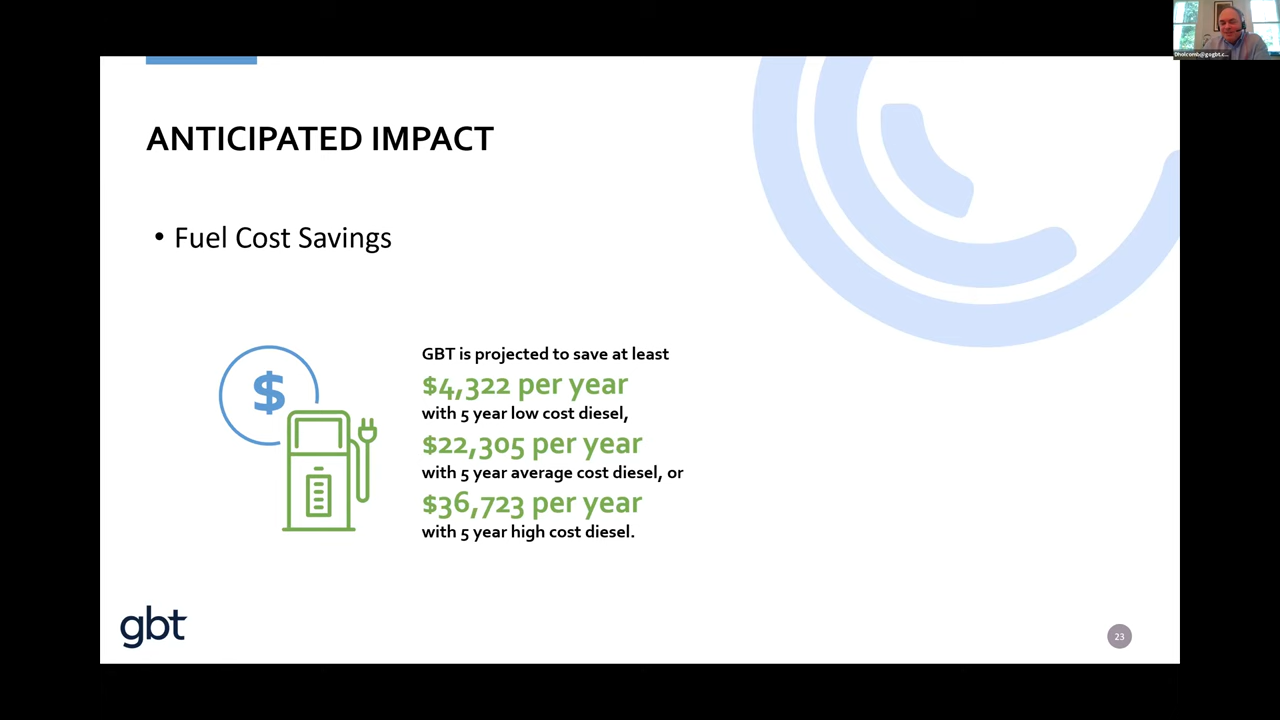 Dholcomb@gogbt.c...
ANTICIPATED IMPACT
• Fuel Cost Savings
$
GBT is projected to save at least
$4,322 per year
with 5 year low cost diesel,
$22,305 per year
with 5 year average cost diesel, or
$36,723 per year
with 5 year high cost diesel.
gbt
23